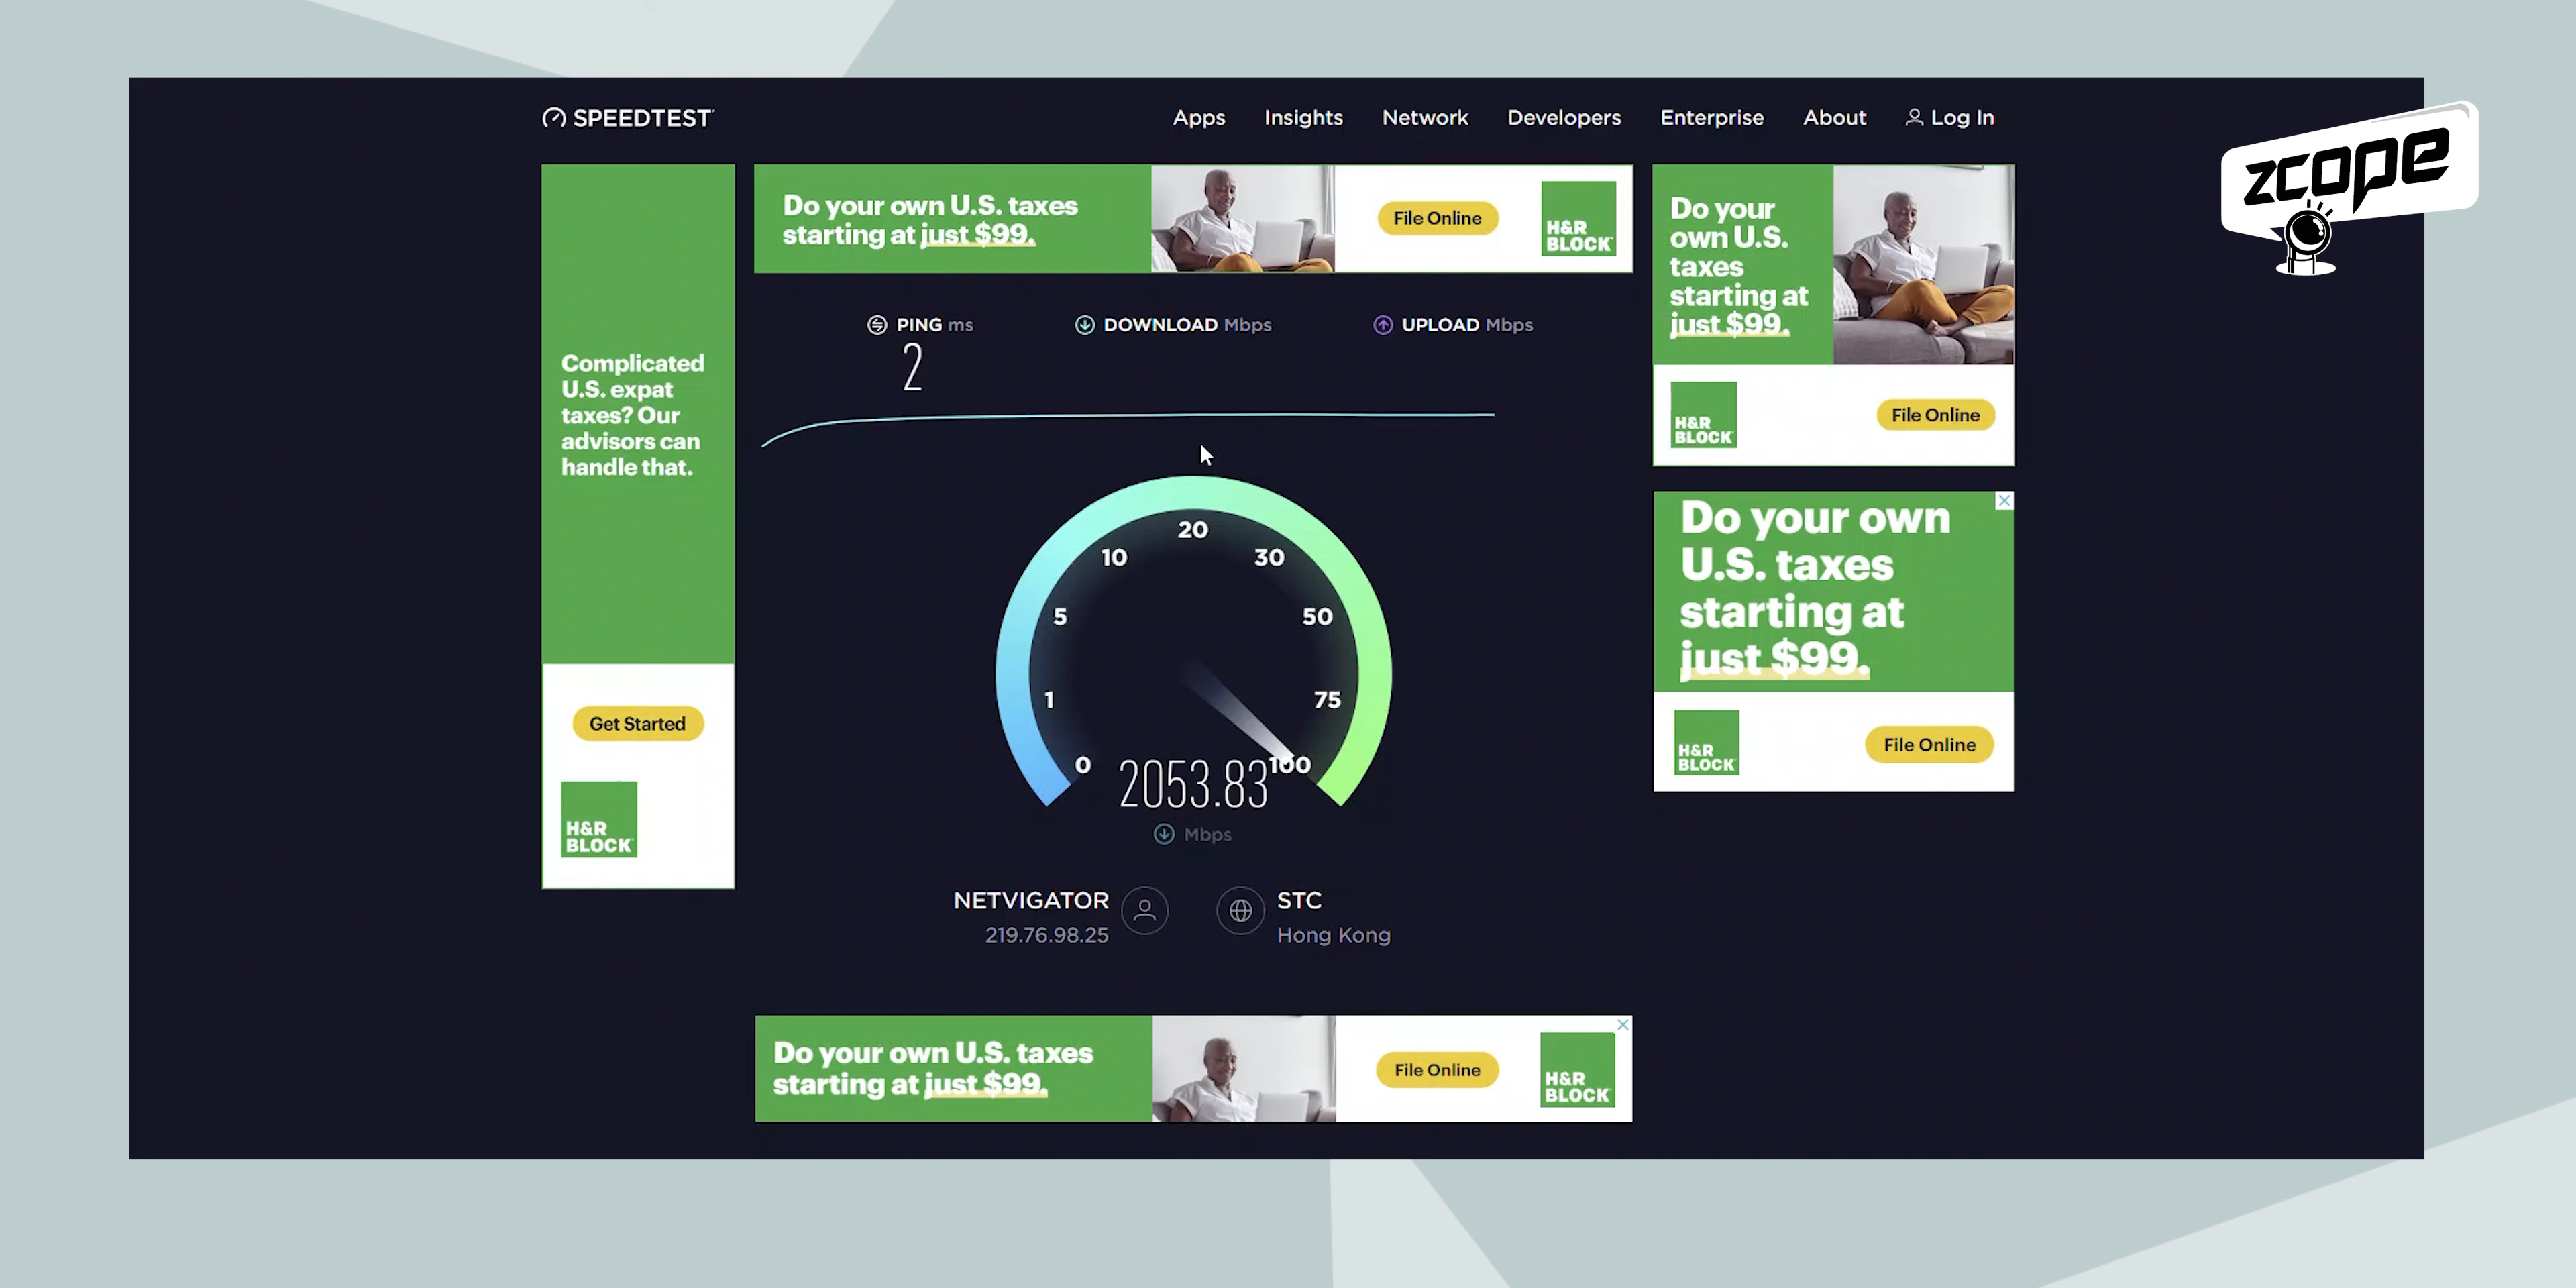 SPEEDTEST
Apps Insights Network Developers Enterprise About Log In
zcope
Complicated
U.S. expat
taxes? Our
advisors can
handle that.
Get Started
H&R
BLOCK
Do your own U.S. taxes
starting at just $99.
File Online
H&R
BLOCK
Do your
own U.S.
taxes
starting at
just $99.
H&R
BLOCK
File Online
PING ms
2
DOWNLOAD Mbps
UPLOAD Mbps
0
1
5
10
20
30
50
75
100
2053.83
Mbps
NETVIGATOR
219.76.98.25
STC
Hong Kong
Do your own
U.S. taxes
starting at
just $99.
H&R
BLOCK
File Online
Do your own U.S. taxes
starting at just $99.
File Online
H&R
BLOCK